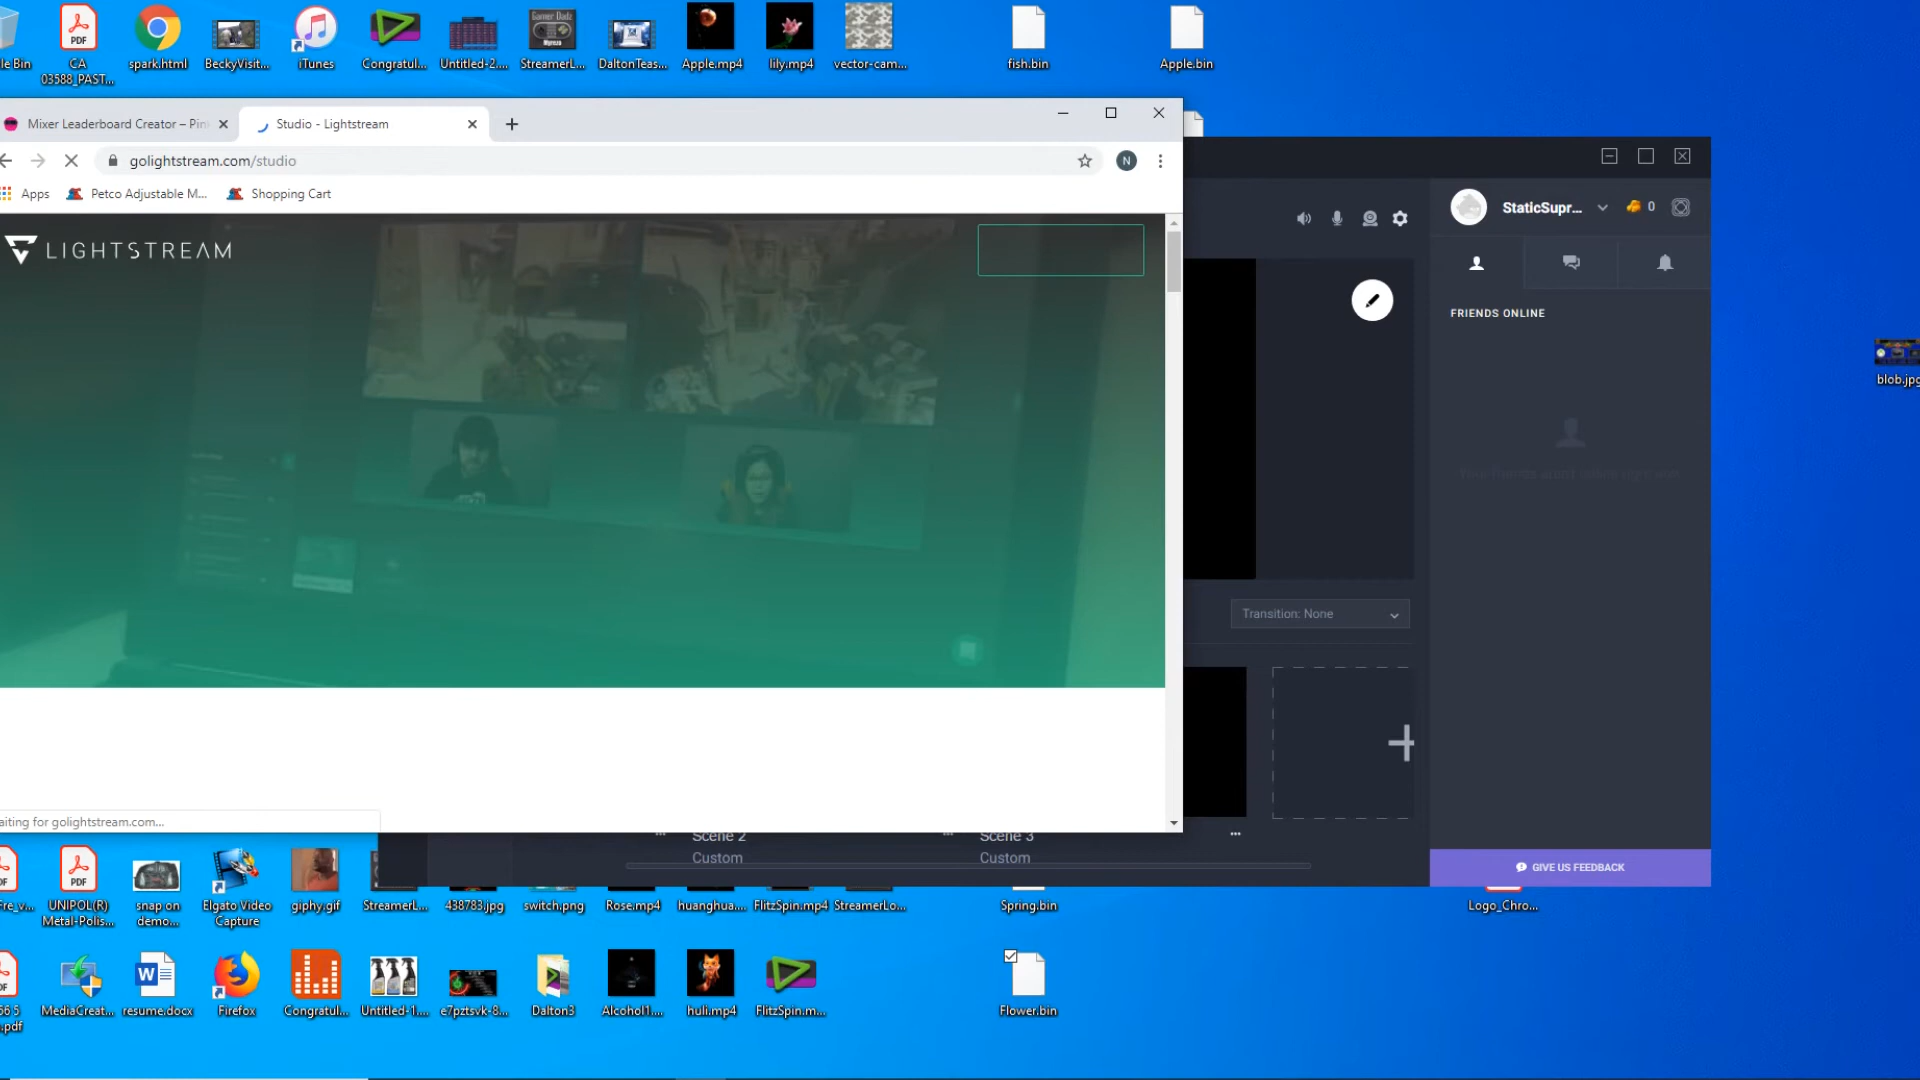 le Bin
CA
03588_PAST...
spark.html
BeckyVisit...
iTunes
Congratul...
Untitled-2....
StreamerL...
DaltonTeas...
Apple.mp4
lily.mp4
vector-cam...
fish.bin
Apple.bin
Mixer Leaderboard Creator – Pin
Studio - Lightstream
golightstream.com/studio
N
Apps
Petco Adjustable M...
Shopping Cart
LIGHTSTREAM
StaticSupr...
0
FRIENDS ONLINE
blob.jpg
Transition: None
aiting for golightstream.com...
Scene 2
Custom
Scene 3
Custom
GIVE US FEEDBACK
Fre_v...
UNIPOL(R)
Metal-Polis...
snap on
demo...
Elgato Video
Capture
giphy.gif
StreamerL...
438783.jpg
switch.png
Rose.mp4
huanghua....
FlitzSpin.mp4
StreamerLo...
Spring.bin
Logo_Chro...
56 5
.pdf
MediaCreat...
resume.docx
Firefox
Congratul...
Untitled-1....
e7pztsvk-8...
Dalton3
Alcohol1....
huli.mp4
FlitzSpin.m...
Flower.bin